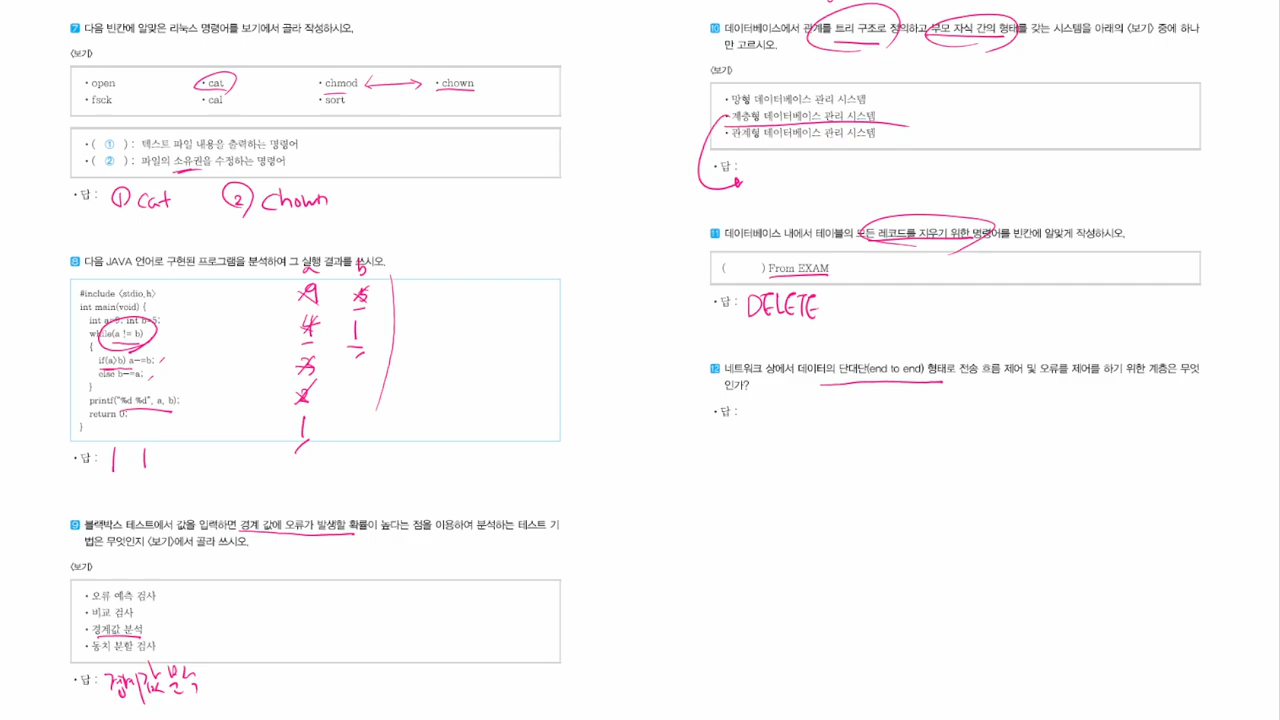 7 다음 빈칸에 알맞은 리눅스 명령어를 보기에서 골라 작성하시오.
〈보기〉
• open • cat • chmod • chown
• fsck • cal • sort
• ( ① ) : 텍스트 파일 내용을 출력하는 명령어
• ( ② ) : 파일의 소유권을 수정하는 명령어
• 답 : ① cat ② chown
8 다음 JAVA 언어로 구현된 프로그램을 분석하여 그 실행 결과를 쓰시오.
a b
#include <stdio.h>
int main(void) {
int a=9; int b=5;
while(a != b)
{
if(a>b) a-=b;
else b-=a;
}
printf("%d %d", a, b);
return 0;
}
9 5
4 1
3
2
1
• 답 : 1 1
9 블랙박스 테스트에서 값을 입력하면 경계 값에 오류가 발생할 확률이 높다는 점을 이용하여 분석하는 테스트 기
법은 무엇인지 〈보기〉에서 골라 쓰시오.
〈보기〉
• 오류 예측 검사
• 비교 검사
• 경계값 분석
• 동치 분할 검사
• 답 : 경계값 분석
10 데이터베이스에서 관계를 트리 구조로 정의하고 부모 자식 간의 형태를 갖는 시스템을 아래의 〈보기〉 중에 하나
만 고르시오.
〈보기〉
• 망형 데이터베이스 관리 시스템
• 계층형 데이터베이스 관리 시스템
• 관계형 데이터베이스 관리 시스템
• 답 :
11 데이터베이스 내에서 테이블의 모든 레코드를 지우기 위한 명령어를 빈칸에 알맞게 작성하시오.
( ) From EXAM
• 답 : DELETE
12 네트워크 상에서 데이터의 단대단(end to end) 형태로 전송 흐름 제어 및 오류를 제어를 하기 위한 계층은 무엇
인가?
• 답 :